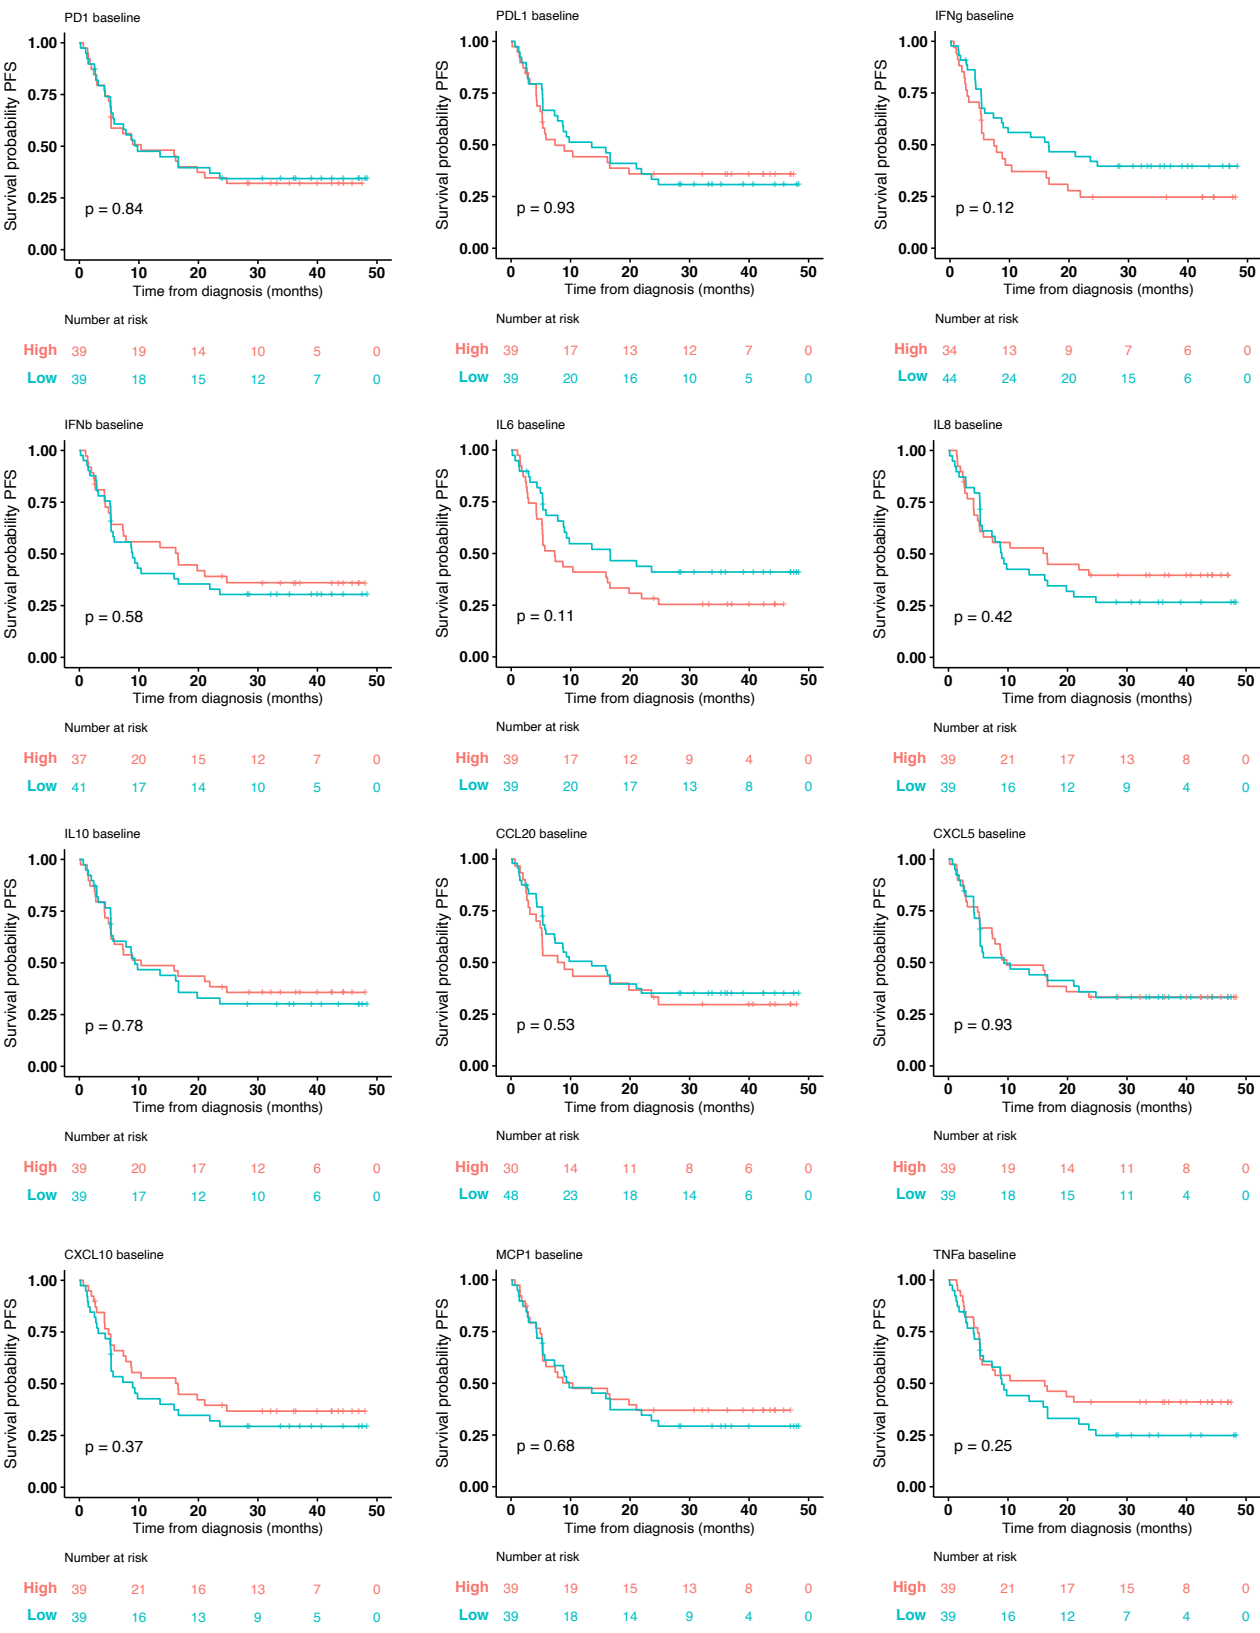 PD1 baseline
Survival probability PFS
1.00
0.75
0.50
0.25
0.00
p = 0.84
0 10 20 30 40 50
Time from diagnosis (months)
Number at risk
High 39 19 14 10 5 0
Low 39 18 15 12 7 0
PDL1 baseline
Survival probability PFS
1.00
0.75
0.50
0.25
0.00
p = 0.93
0 10 20 30 40 50
Time from diagnosis (months)
Number at risk
High 39 17 13 12 7 0
Low 39 20 16 10 5 0
IFNg baseline
Survival probability PFS
1.00
0.75
0.50
0.25
0.00
p = 0.12
0 10 20 30 40 50
Time from diagnosis (months)
Number at risk
High 34 13 9 7 6 0
Low 44 24 20 15 6 0
IFNb baseline
Survival probability PFS
1.00
0.75
0.50
0.25
0.00
p = 0.58
0 10 20 30 40 50
Time from diagnosis (months)
Number at risk
High 37 20 15 12 7 0
Low 41 17 14 10 5 0
IL6 baseline
Survival probability PFS
1.00
0.75
0.50
0.25
0.00
p = 0.11
0 10 20 30 40 50
Time from diagnosis (months)
Number at risk
High 39 17 12 9 4 0
Low 39 20 17 13 8 0
IL8 baseline
Survival probability PFS
1.00
0.75
0.50
0.25
0.00
p = 0.42
0 10 20 30 40 50
Time from diagnosis (months)
Number at risk
High 39 21 17 13 8 0
Low 39 16 12 9 4 0
IL10 baseline
Survival probability PFS
1.00
0.75
0.50
0.25
0.00
p = 0.78
0 10 20 30 40 50
Time from diagnosis (months)
Number at risk
High 39 20 17 12 6 0
Low 39 17 12 10 6 0
CCL20 baseline
Survival probability PFS
1.00
0.75
0.50
0.25
0.00
p = 0.53
0 10 20 30 40 50
Time from diagnosis (months)
Number at risk
High 30 14 11 8 6 0
Low 48 23 18 14 6 0
CXCL5 baseline
Survival probability PFS
1.00
0.75
0.50
0.25
0.00
p = 0.93
0 10 20 30 40 50
Time from diagnosis (months)
Number at risk
High 39 19 14 11 8 0
Low 39 18 15 11 4 0
CXCL10 baseline
Survival probability PFS
1.00
0.75
0.50
0.25
0.00
p = 0.37
0 10 20 30 40 50
Time from diagnosis (months)
Number at risk
High 39 21 16 13 7 0
Low 39 16 13 9 5 0
MCP1 baseline
Survival probability PFS
1.00
0.75
0.50
0.25
0.00
p = 0.68
0 10 20 30 40 50
Time from diagnosis (months)
Number at risk
High 39 19 15 13 8 0
Low 39 18 14 9 4 0
TNFa baseline
Survival probability PFS
1.00
0.75
0.50
0.25
0.00
p = 0.25
0 10 20 30 40 50
Time from diagnosis (months)
Number at risk
High 39 21 17 15 8 0
Low 39 16 12 7 4 0